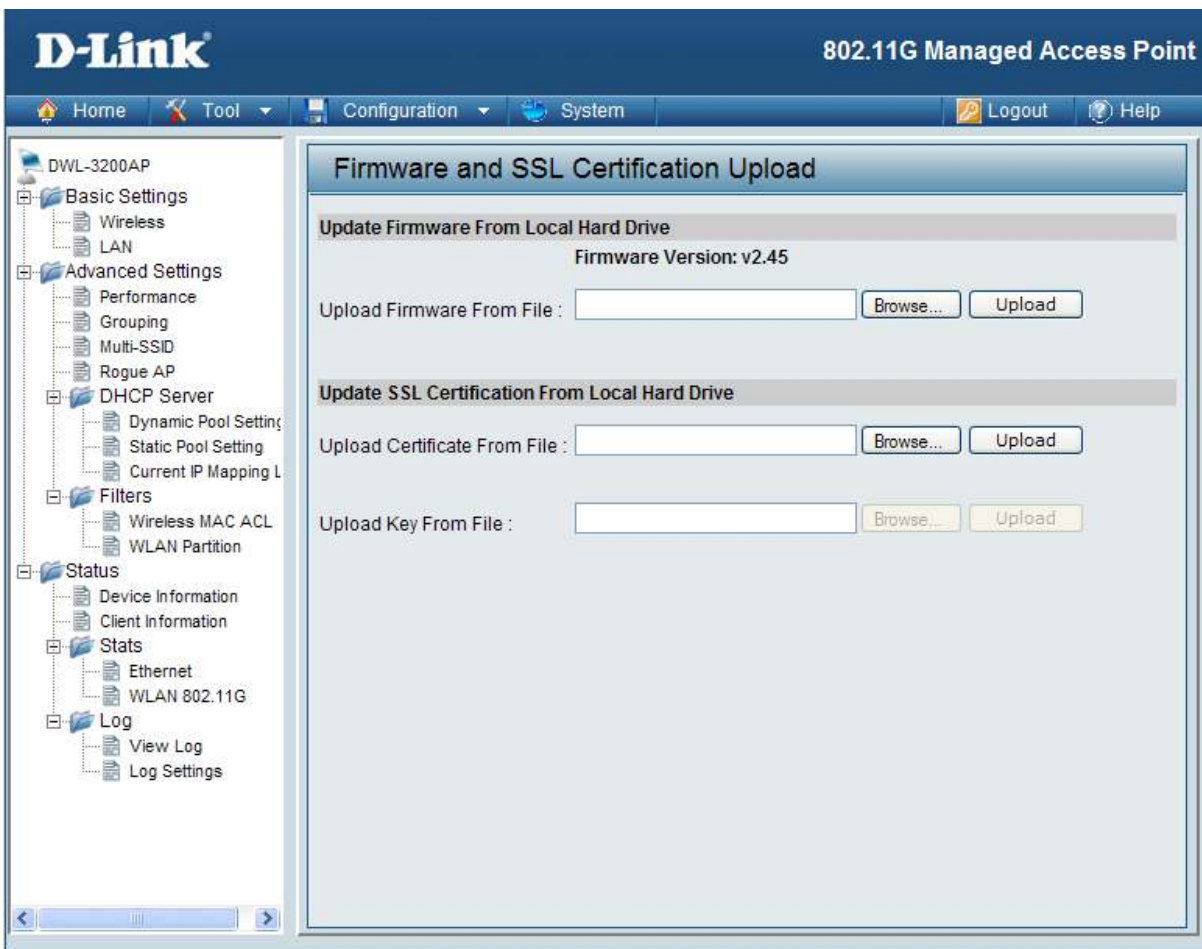 D-Link
802.11G Managed Access Point
Home Tool Configuration System Logout Help
DWL-3200AP
Basic Settings
Wireless
LAN
Advanced Settings
Performance
Grouping
Multi-SSID
Rogue AP
DHCP Server
Dynamic Pool Setting
Static Pool Setting
Current IP Mapping L
Filters
Wireless MAC ACL
WLAN Partition
Status
Device Information
Client Information
Stats
Ethernet
WLAN 802.11G
Log
View Log
Log Settings
Firmware and SSL Certification Upload
Update Firmware From Local Hard Drive
Firmware Version: v2.45
Upload Firmware From File : Browse... Upload
Update SSL Certification From Local Hard Drive
Upload Certificate From File : Browse... Upload
Upload Key From File : Browse... Upload